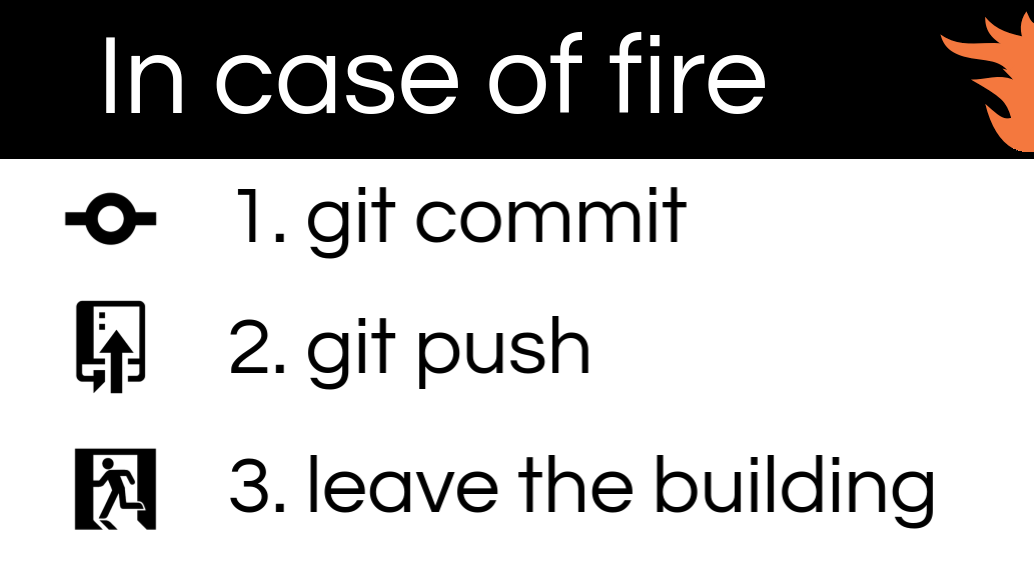 In case of fire
1. git commit
2. git push
3. leave the building